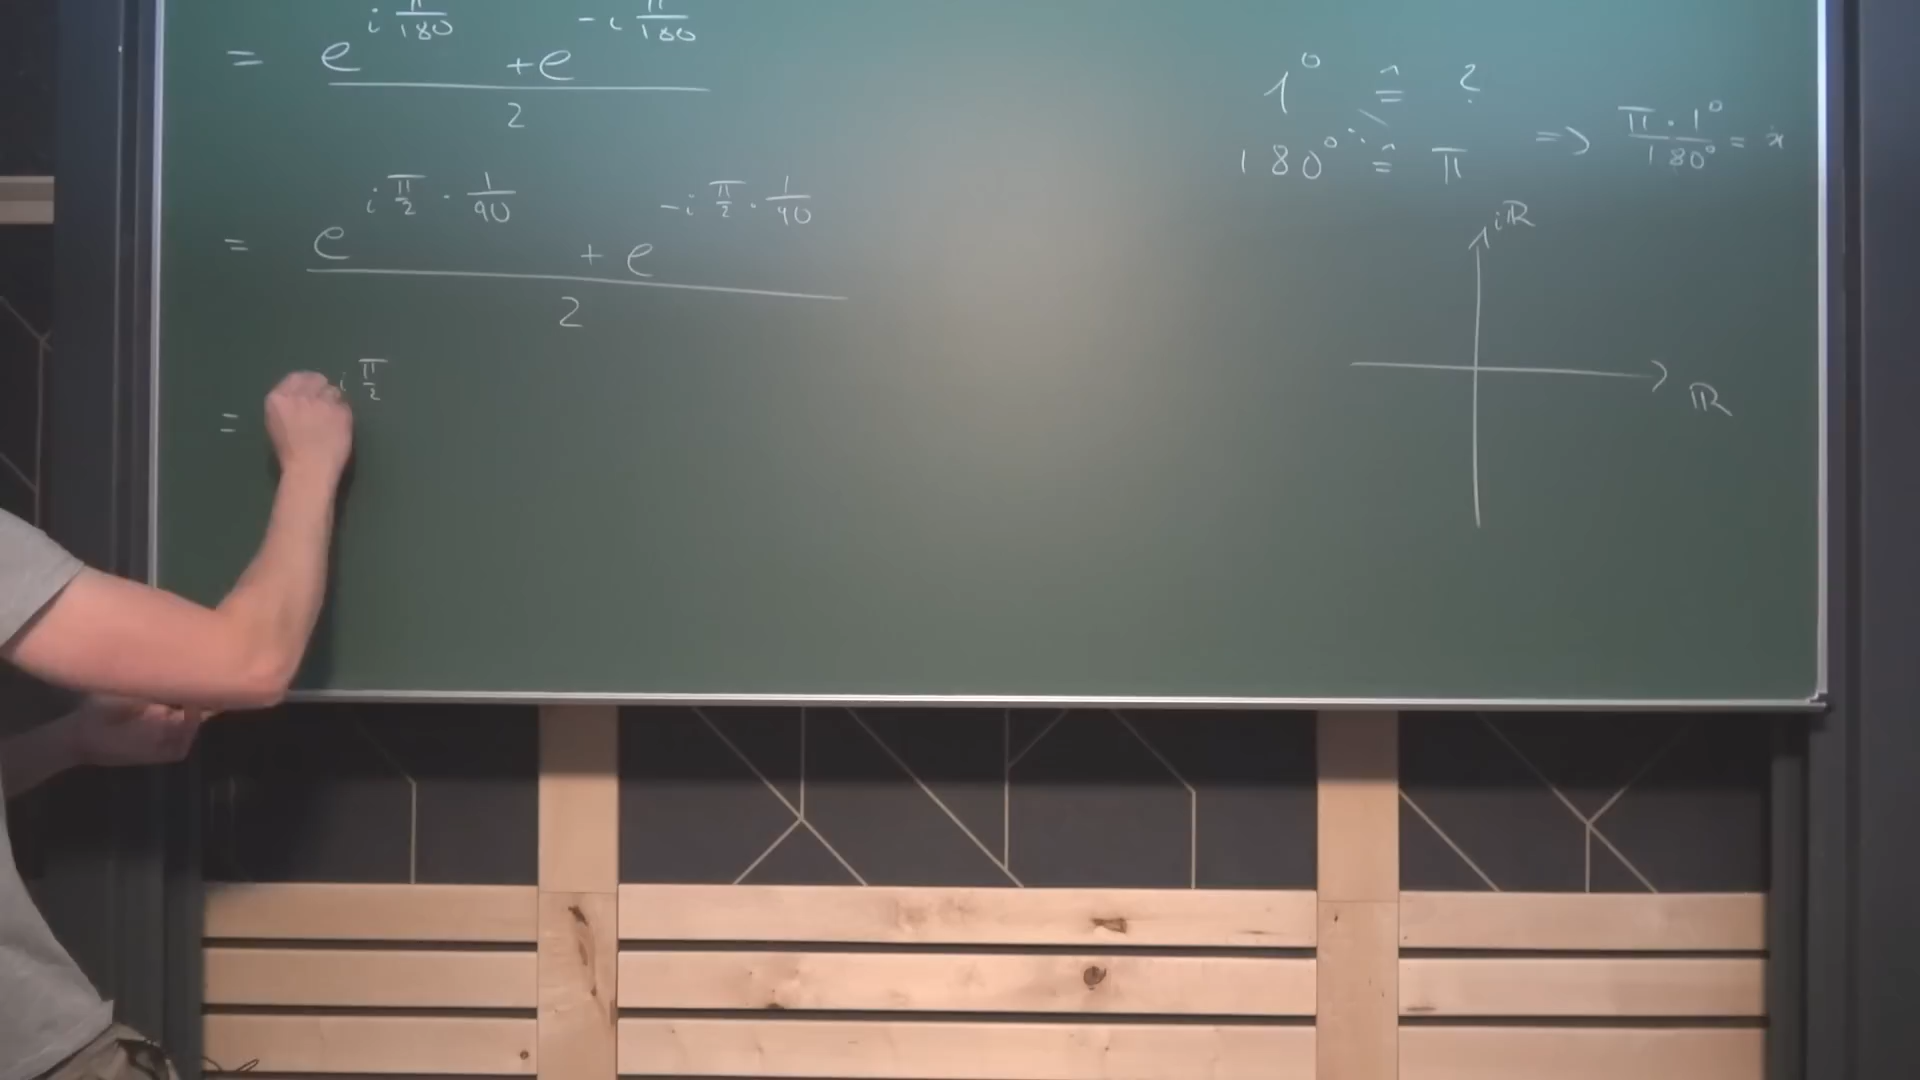 = e^{i π/180} + e^{-i π/180}
2
= e^{i π/2 · 1/90} + e^{-i π/2 · 1/90}
2
= i π/2
1° ≙ ?
180° ≙ π => π · 1° / 180° = x
iR
R